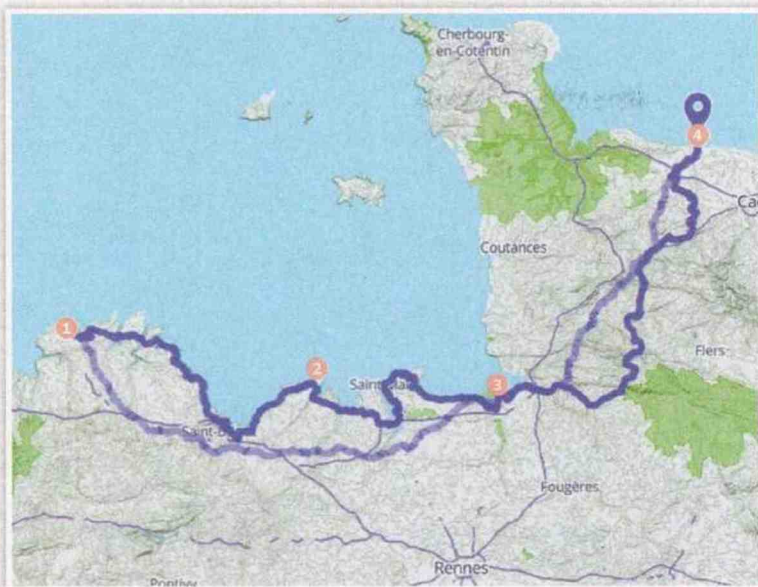 Cherbourg-
en-Cotentin
4
Coutances
1
Flers
2
3
Fougères
Rennes